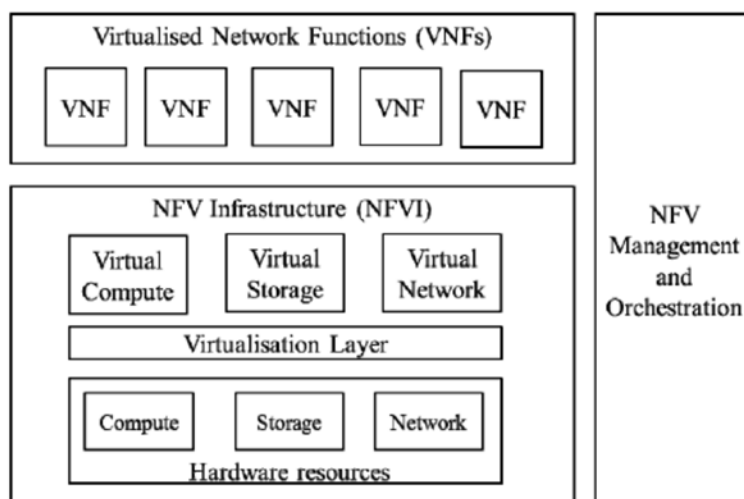 Virtualised Network Functions (VNFs)
VNF VNF VNF VNF VNF
NFV Infrastructure (NFVI)
Virtual
Compute
Virtual
Storage
Virtual
Network
Virtualisation Layer
Compute Storage Network
Hardware resources
NFV
Management
and
Orchestration